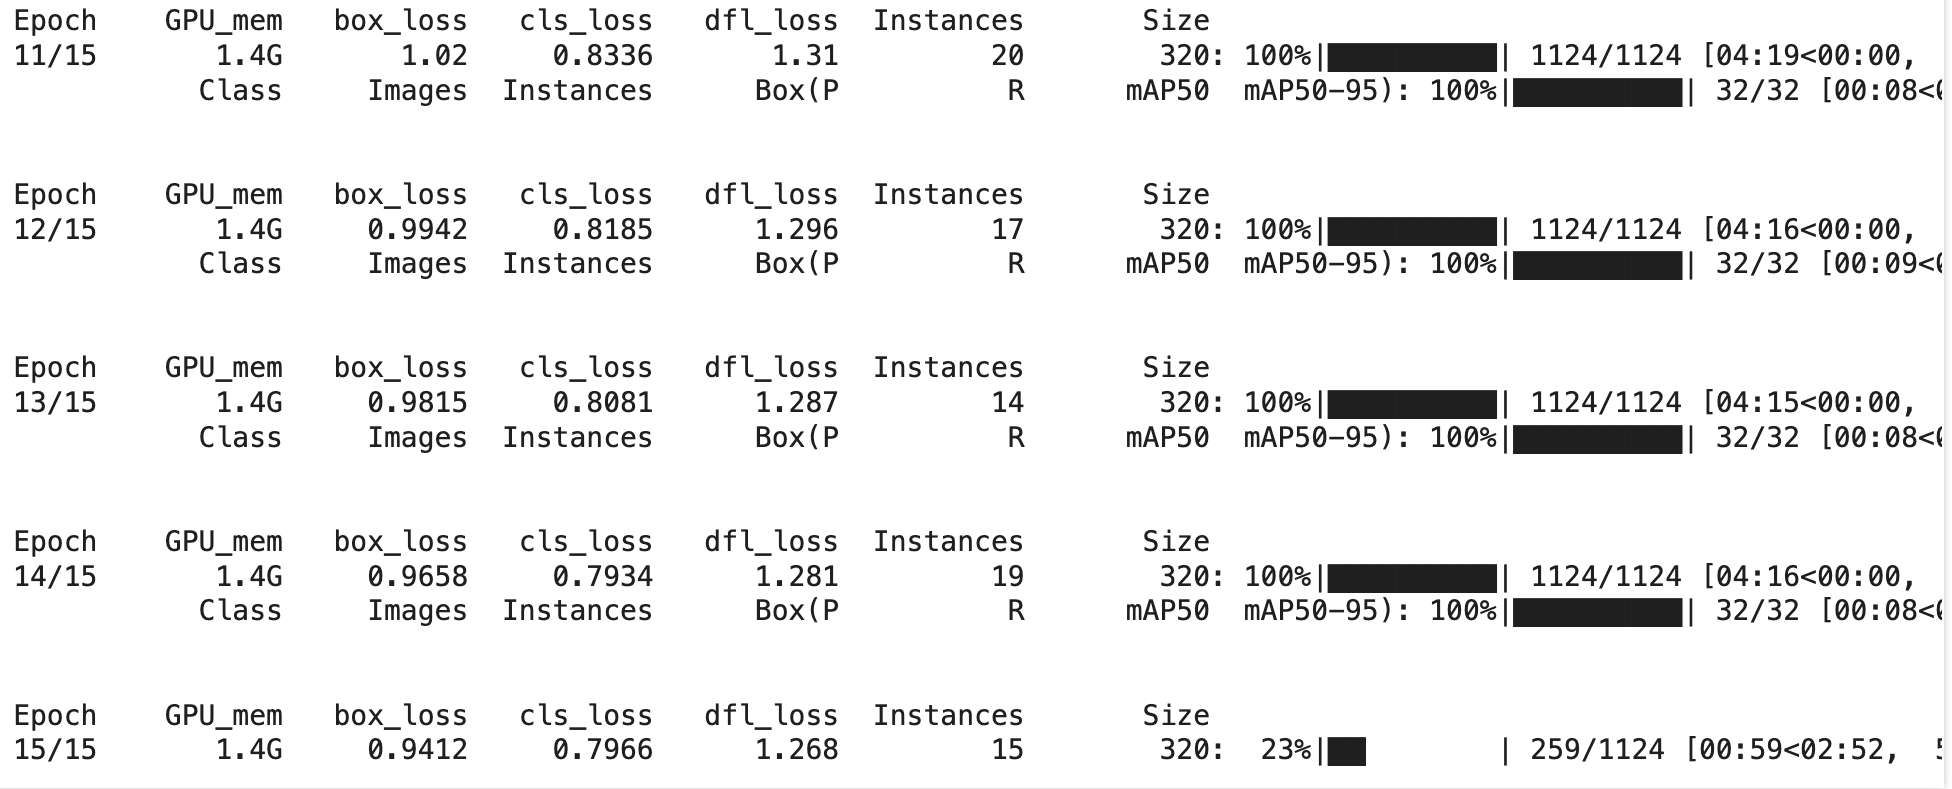 Epoch GPU_mem box_loss cls_loss dfl_loss Instances Size
11/15 1.4G 1.02 0.8336 1.31 20 320: 100%|██████████| 1124/1124 [04:19<00:00,
Class Images Instances Box(P R mAP50 mAP50-95): 100%|██████████| 32/32 [00:08<0
Epoch GPU_mem box_loss cls_loss dfl_loss Instances Size
12/15 1.4G 0.9942 0.8185 1.296 17 320: 100%|██████████| 1124/1124 [04:16<00:00,
Class Images Instances Box(P R mAP50 mAP50-95): 100%|██████████| 32/32 [00:09<0
Epoch GPU_mem box_loss cls_loss dfl_loss Instances Size
13/15 1.4G 0.9815 0.8081 1.287 14 320: 100%|██████████| 1124/1124 [04:15<00:00,
Class Images Instances Box(P R mAP50 mAP50-95): 100%|██████████| 32/32 [00:08<0
Epoch GPU_mem box_loss cls_loss dfl_loss Instances Size
14/15 1.4G 0.9658 0.7934 1.281 19 320: 100%|██████████| 1124/1124 [04:16<00:00,
Class Images Instances Box(P R mAP50 mAP50-95): 100%|██████████| 32/32 [00:08<0
Epoch GPU_mem box_loss cls_loss dfl_loss Instances Size
15/15 1.4G 0.9412 0.7966 1.268 15 320: 23%|██ | 259/1124 [00:59<02:52, 5